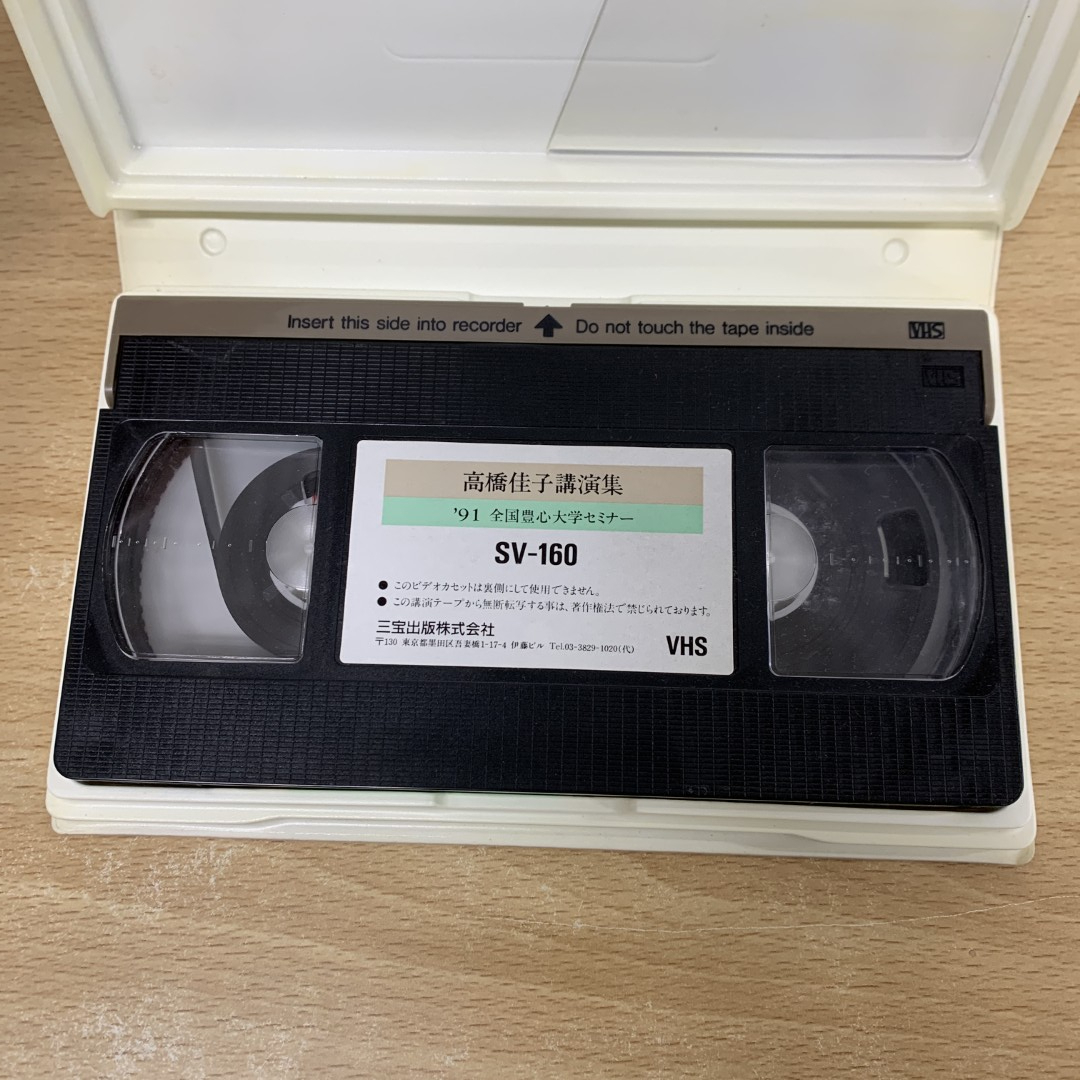 Insert this side into recorder Do not touch the tape inside VHS
VHS
高橋佳子講演集
'91 全国豊心大学セミナー
SV-160
● このビデオカセットは裏側にして使用できません。
● この講演テープから無断転写する事は、著作権法で禁じられております。
三宝出版株式会社
〒130 東京都墨田区吾妻橋1-17-4 伊藤ビル Tel.03-3829-1020(代)
VHS